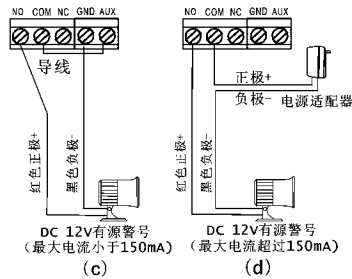 NO COM NC GND AUX
导线
红色正极+
黑色负极-
DC 12V有源警号
(最大电流小于150mA)
(c)
NO COM NC GND AUX
正极+
负极-
电源适配器
红色正极+
黑色负极-
DC 12V有源警号
(最大电流超过150mA)
(d)